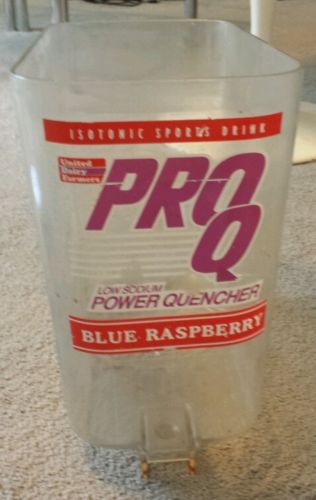 ISOTONIC SPORTS DRINK
United
Dairy
Farmers
PRO
Q
LOW SODIUM
POWER QUENCHER
BLUE RASPBERRY